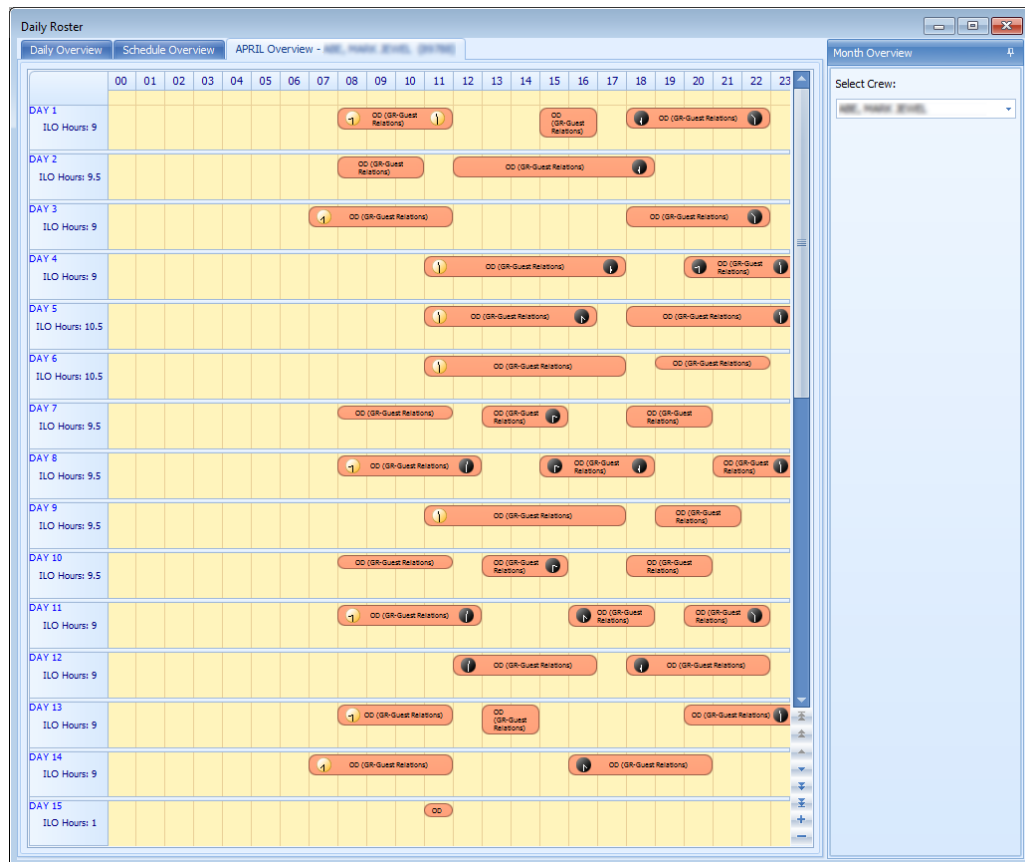 Daily Roster
Daily Overview
Schedule Overview
APRIL Overview -
Month Overview
Select Crew:
00 01 02 03 04 05 06 07 08 09 10 11 12 13 14 15 16 17 18 19 20 21 22 23
DAY 1
ILO Hours: 9
OD (GR-Guest
Relations)
OD
(GR-Guest
Relations)
OD (GR-Guest Relations)
DAY 2
ILO Hours: 9.5
OD (GR-Guest
Relations)
OD (GR-Guest Relations)
DAY 3
ILO Hours: 9
OD (GR-Guest Relations)
OD (GR-Guest Relations)
DAY 4
ILO Hours: 9
OD (GR-Guest Relations)
OD (GR-Guest
Relations)
DAY 5
ILO Hours: 10.5
OD (GR-Guest Relations)
OD (GR-Guest Relations)
DAY 6
ILO Hours: 10.5
OD (GR-Guest Relations)
OD (GR-Guest Relations)
DAY 7
ILO Hours: 9.5
OD (GR-Guest Relations)
OD (GR-Guest
Relations)
OD (GR-Guest
Relations)
DAY 8
ILO Hours: 9.5
OD (GR-Guest Relations)
OD (GR-Guest
Relations)
OD (GR-Guest
Relations)
DAY 9
ILO Hours: 9.5
OD (GR-Guest Relations)
OD (GR-Guest
Relations)
DAY 10
ILO Hours: 9.5
OD (GR-Guest Relations)
OD (GR-Guest
Relations)
OD (GR-Guest
Relations)
DAY 11
ILO Hours: 9
OD (GR-Guest Relations)
OD (GR-Guest
Relations)
OD (GR-Guest
Relations)
DAY 12
ILO Hours: 9
OD (GR-Guest Relations)
OD (GR-Guest Relations)
DAY 13
ILO Hours: 9
OD (GR-Guest Relations)
OD
(GR-Guest
Relations)
OD (GR-Guest Relations)
DAY 14
ILO Hours: 9
OD (GR-Guest Relations)
OD (GR-Guest Relations)
DAY 15
ILO Hours: 1
OD